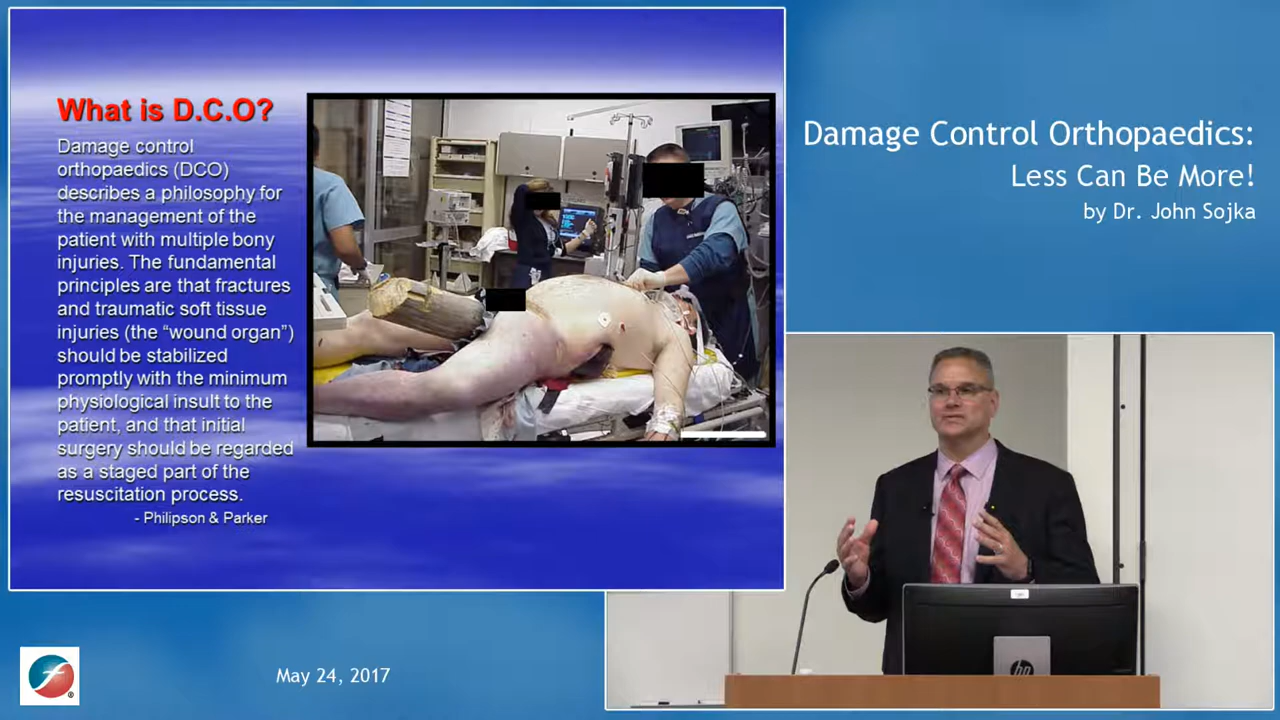 What is D.C.O?
Damage control
orthopaedics (DCO)
describes a philosophy for
the management of the
patient with multiple bony
injuries. The fundamental
principles are that fractures
and traumatic soft tissue
injuries (the “wound organ”)
should be stabilized
promptly with the minimum
physiological insult to the
patient, and that initial
surgery should be regarded
as a staged part of the
resuscitation process.
- Philipson & Parker
Damage Control Orthopaedics:
Less Can Be More!
by Dr. John Sojka
hp
May 24, 2017
f
®